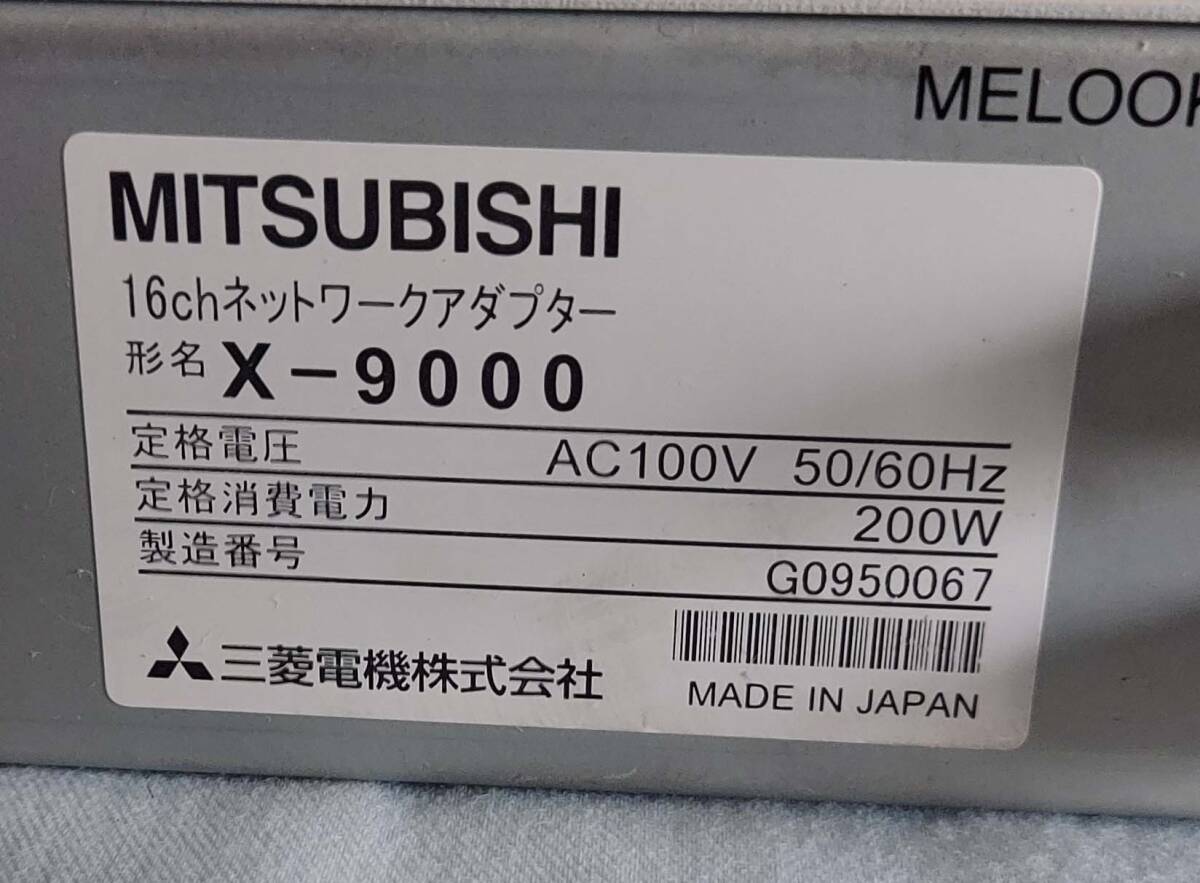 MELOO
MITSUBISHI
16chネットワークアダプター
形名 X-9000
定格電圧 AC100V 50/60Hz
定格消費電力 200W
製造番号 G0950067
三菱電機株式会社
MADE IN JAPAN